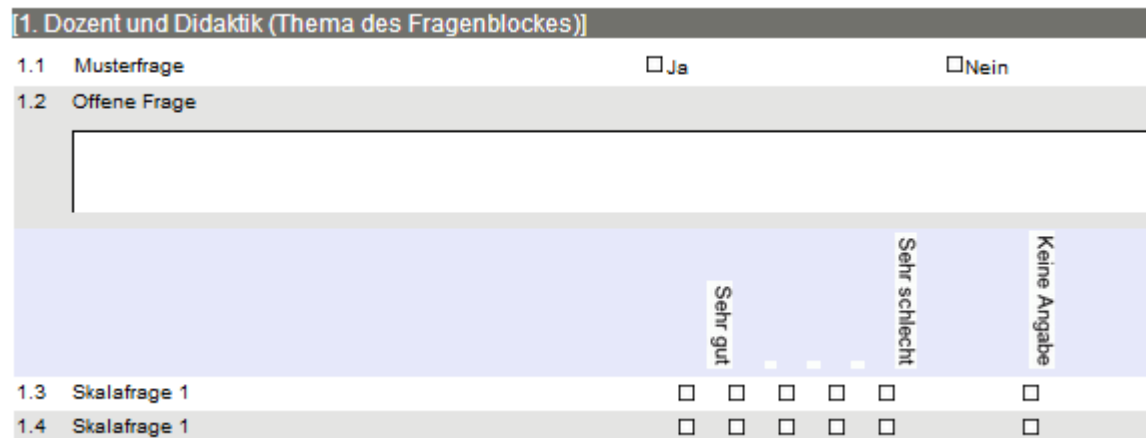 [1. Dozent und Didaktik (Thema des Fragenblockes)]
1.1 Musterfrage Ja Nein
1.2 Offene Frage
Sehr gut
Sehr schlecht
Keine Angabe
1.3 Skalafrage 1
1.4 Skalafrage 1